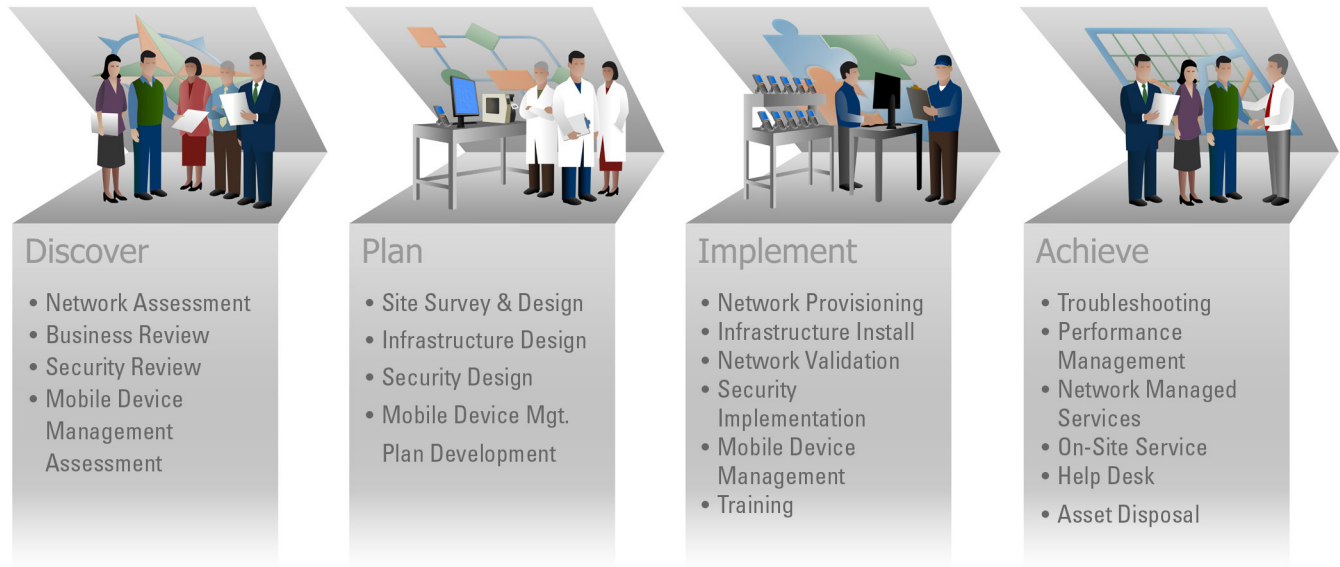 Discover
• Network Assessment
• Business Review
• Security Review
• Mobile Device
Management
Assessment
Plan
• Site Survey & Design
• Infrastructure Design
• Security Design
• Mobile Device Mgt.
Plan Development
Implement
• Network Provisioning
• Infrastructure Install
• Network Validation
• Security
Implementation
• Mobile Device
Management
• Training
Achieve
• Troubleshooting
• Performance
Management
• Network Managed
Services
• On-Site Service
• Help Desk
• Asset Disposal